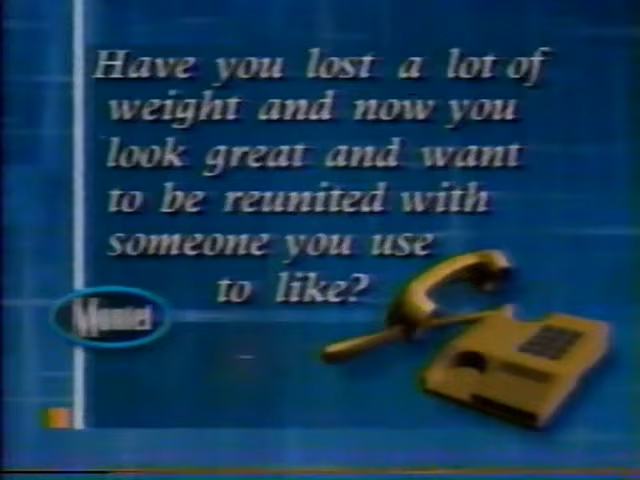 Have you lost a lot of
weight and now you
look great and want
to be reunited with
someone you use
to like?
Montel